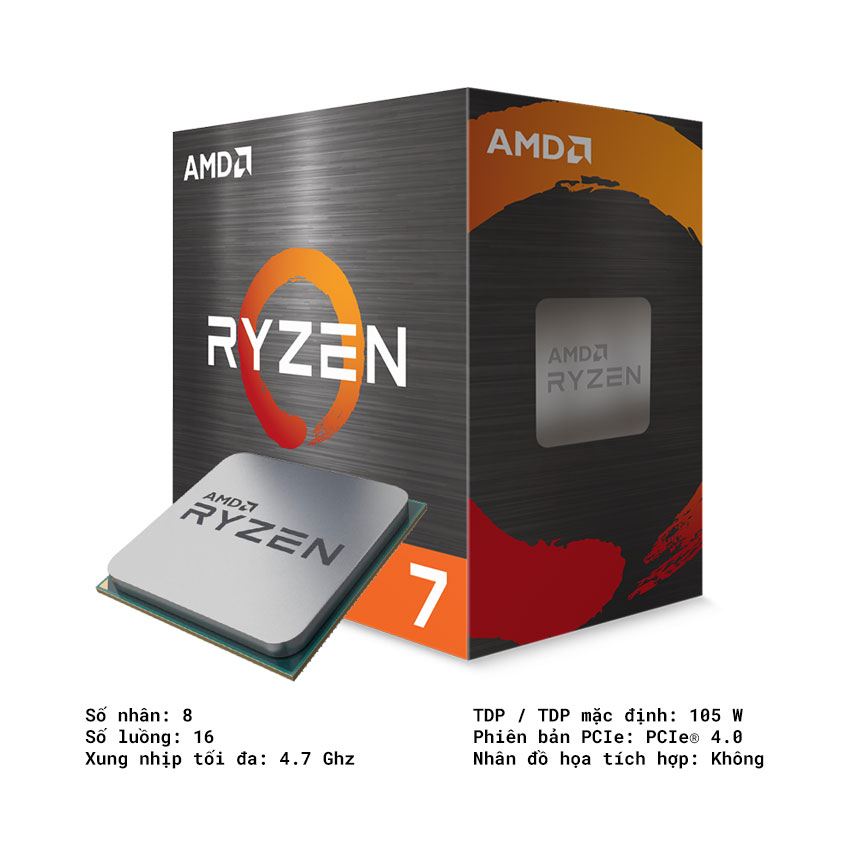 AMD
AMD
RYZEN
AMD
RYZEN
AMD
RYZEN
7
Số nhân: 8
Số luồng: 16
Xung nhịp tối đa: 4.7 Ghz
TDP / TDP mặc định: 105 W
Phiên bản PCIe: PCIe® 4.0
Nhân đồ họa tích hợp: Không